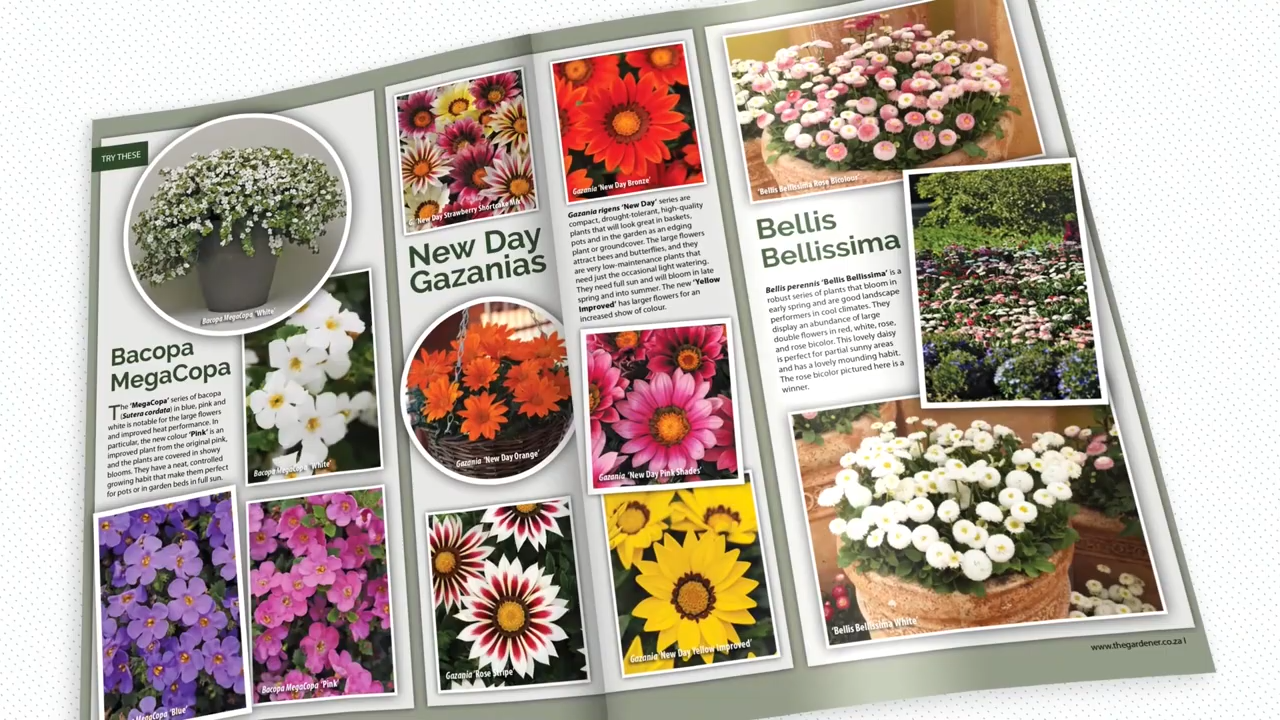 TRY THESE
Bacopa MegaCopa 'White'
Bacopa
MegaCopa
The 'MegaCopa' series of bacopa
(Sutera cordata) in blue, pink and
white is notable for the large flowers
and improved heat performance. In
particular, the new colour 'Pink' is an
improved plant from the original pink,
and the plants are covered in showy
blooms. They have a neat, controlled
growing habit that make them perfect
for pots or in garden beds in full sun.
Bacopa MegaCopa 'White'
MegaCopa 'Blue'
Bacopa MegaCopa 'Pink'
G. 'New Day Strawberry Shortcake Mix'
New Day
Gazanias
Gazania 'New Day Orange'
Gazania 'Rose Stripe'
Gazania 'New Day Bronze'
Gazania rigens 'New Day' series are
compact, drought-tolerant, high-quality
plants that will look great in baskets,
pots and in the garden as an edging
plant or groundcover. The large flowers
attract bees and butterflies, and they
are very low-maintenance plants that
need just the occasional light watering.
They need full sun and will bloom in late
spring and into summer. The new 'Yellow
Improved' has larger flowers for an
increased show of colour.
Gazania 'New Day Pink Shades'
Gazania 'New Day Yellow Improved'
'Bellis Bellissima Rose Bicolous'
Bellis
Bellissima
Bellis perennis 'Bellis Bellissima' is a
robust series of plants that bloom in
early spring and are good landscape
performers in cool climates. They
display an abundance of large
double flowers in red, white, rose,
and rose bicolor. This lovely daisy
is perfect for partial sunny areas
and has a lovely mounding habit.
The rose bicolor pictured here is a
winner.
'Bellis Bellissima White'
www.thegardener.co.za |